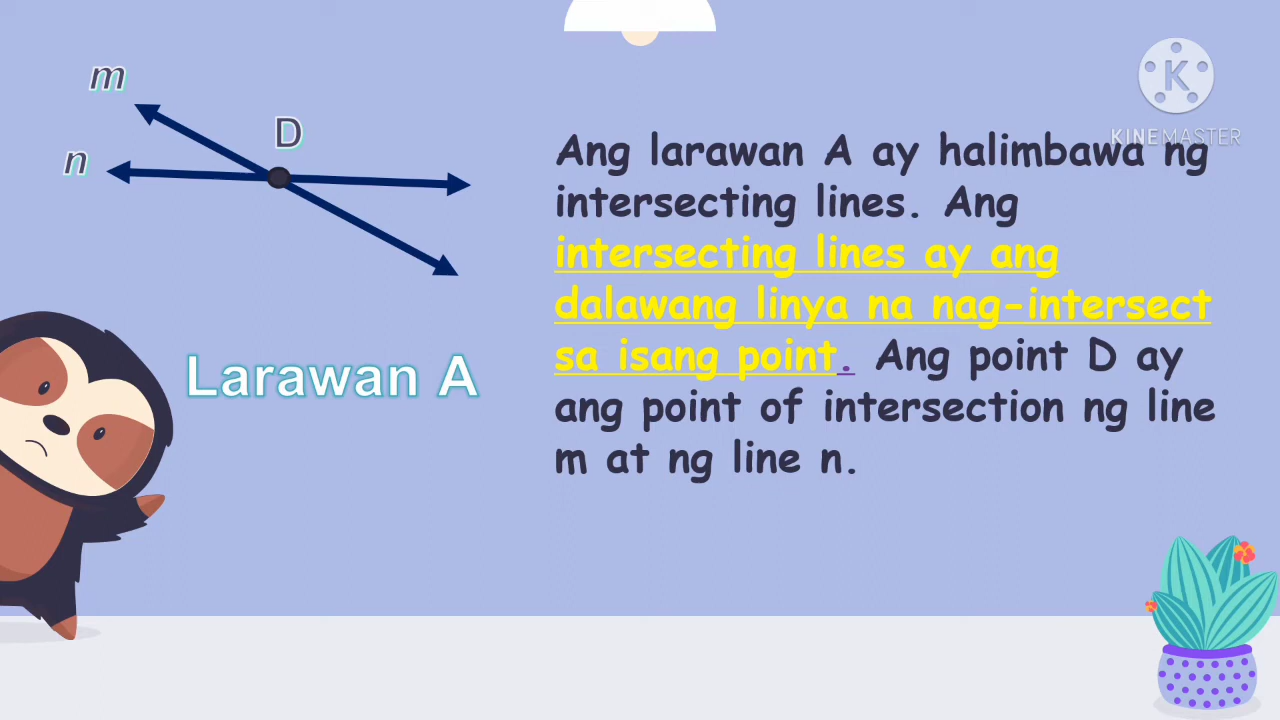 m
n
D
Larawan A
K
KINEMASTER
Ang larawan A ay halimbawa ng
intersecting lines. Ang
intersecting lines ay ang
dalawang linya na nag-intersect
sa isang point. Ang point D ay
ang point of intersection ng line
m at ng line n.